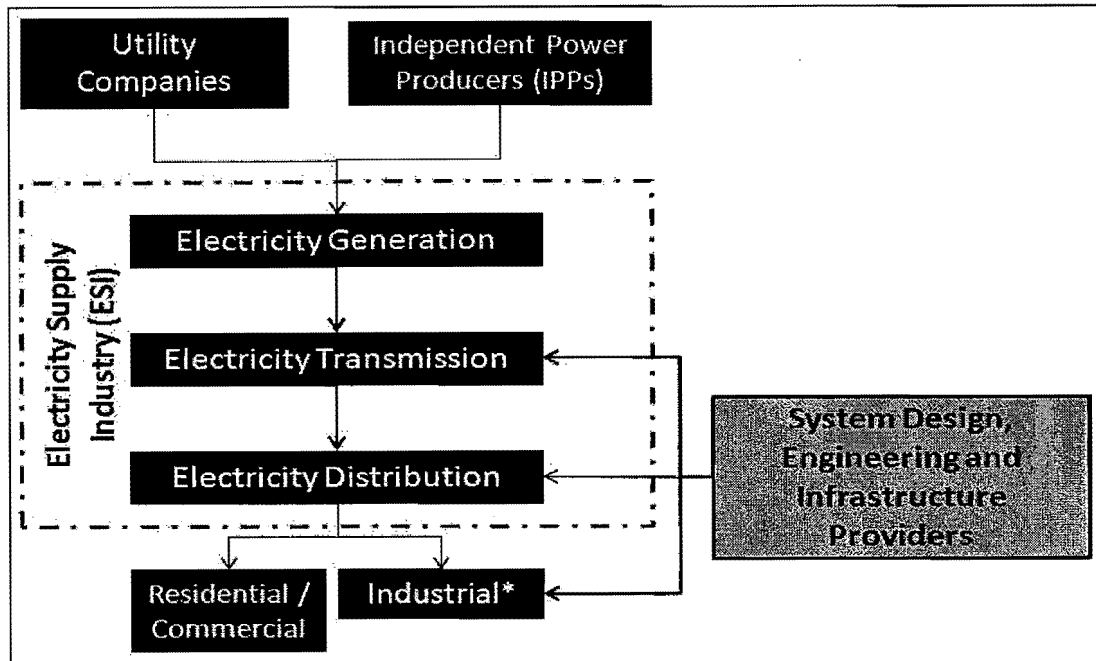 Utility
Companies
Independent Power
Producers (IPPs)
Electricity Supply
Industry (ESI)
Electricity Generation
Electricity Transmission
Electricity Distribution
System Design,
Engineering and
Infrastructure
Providers
Residential /
Commercial
Industrial*